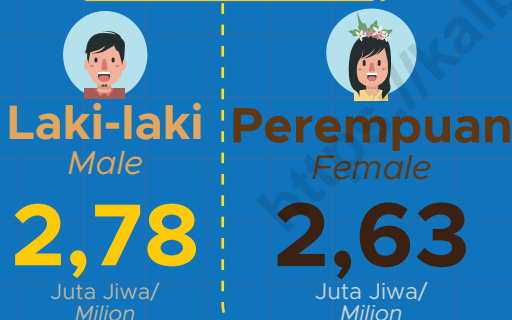 Laki-laki
Male
2,78
Juta Jiwa/
Milion
Perempuan
Female
2,63
Juta Jiwa/
Milion